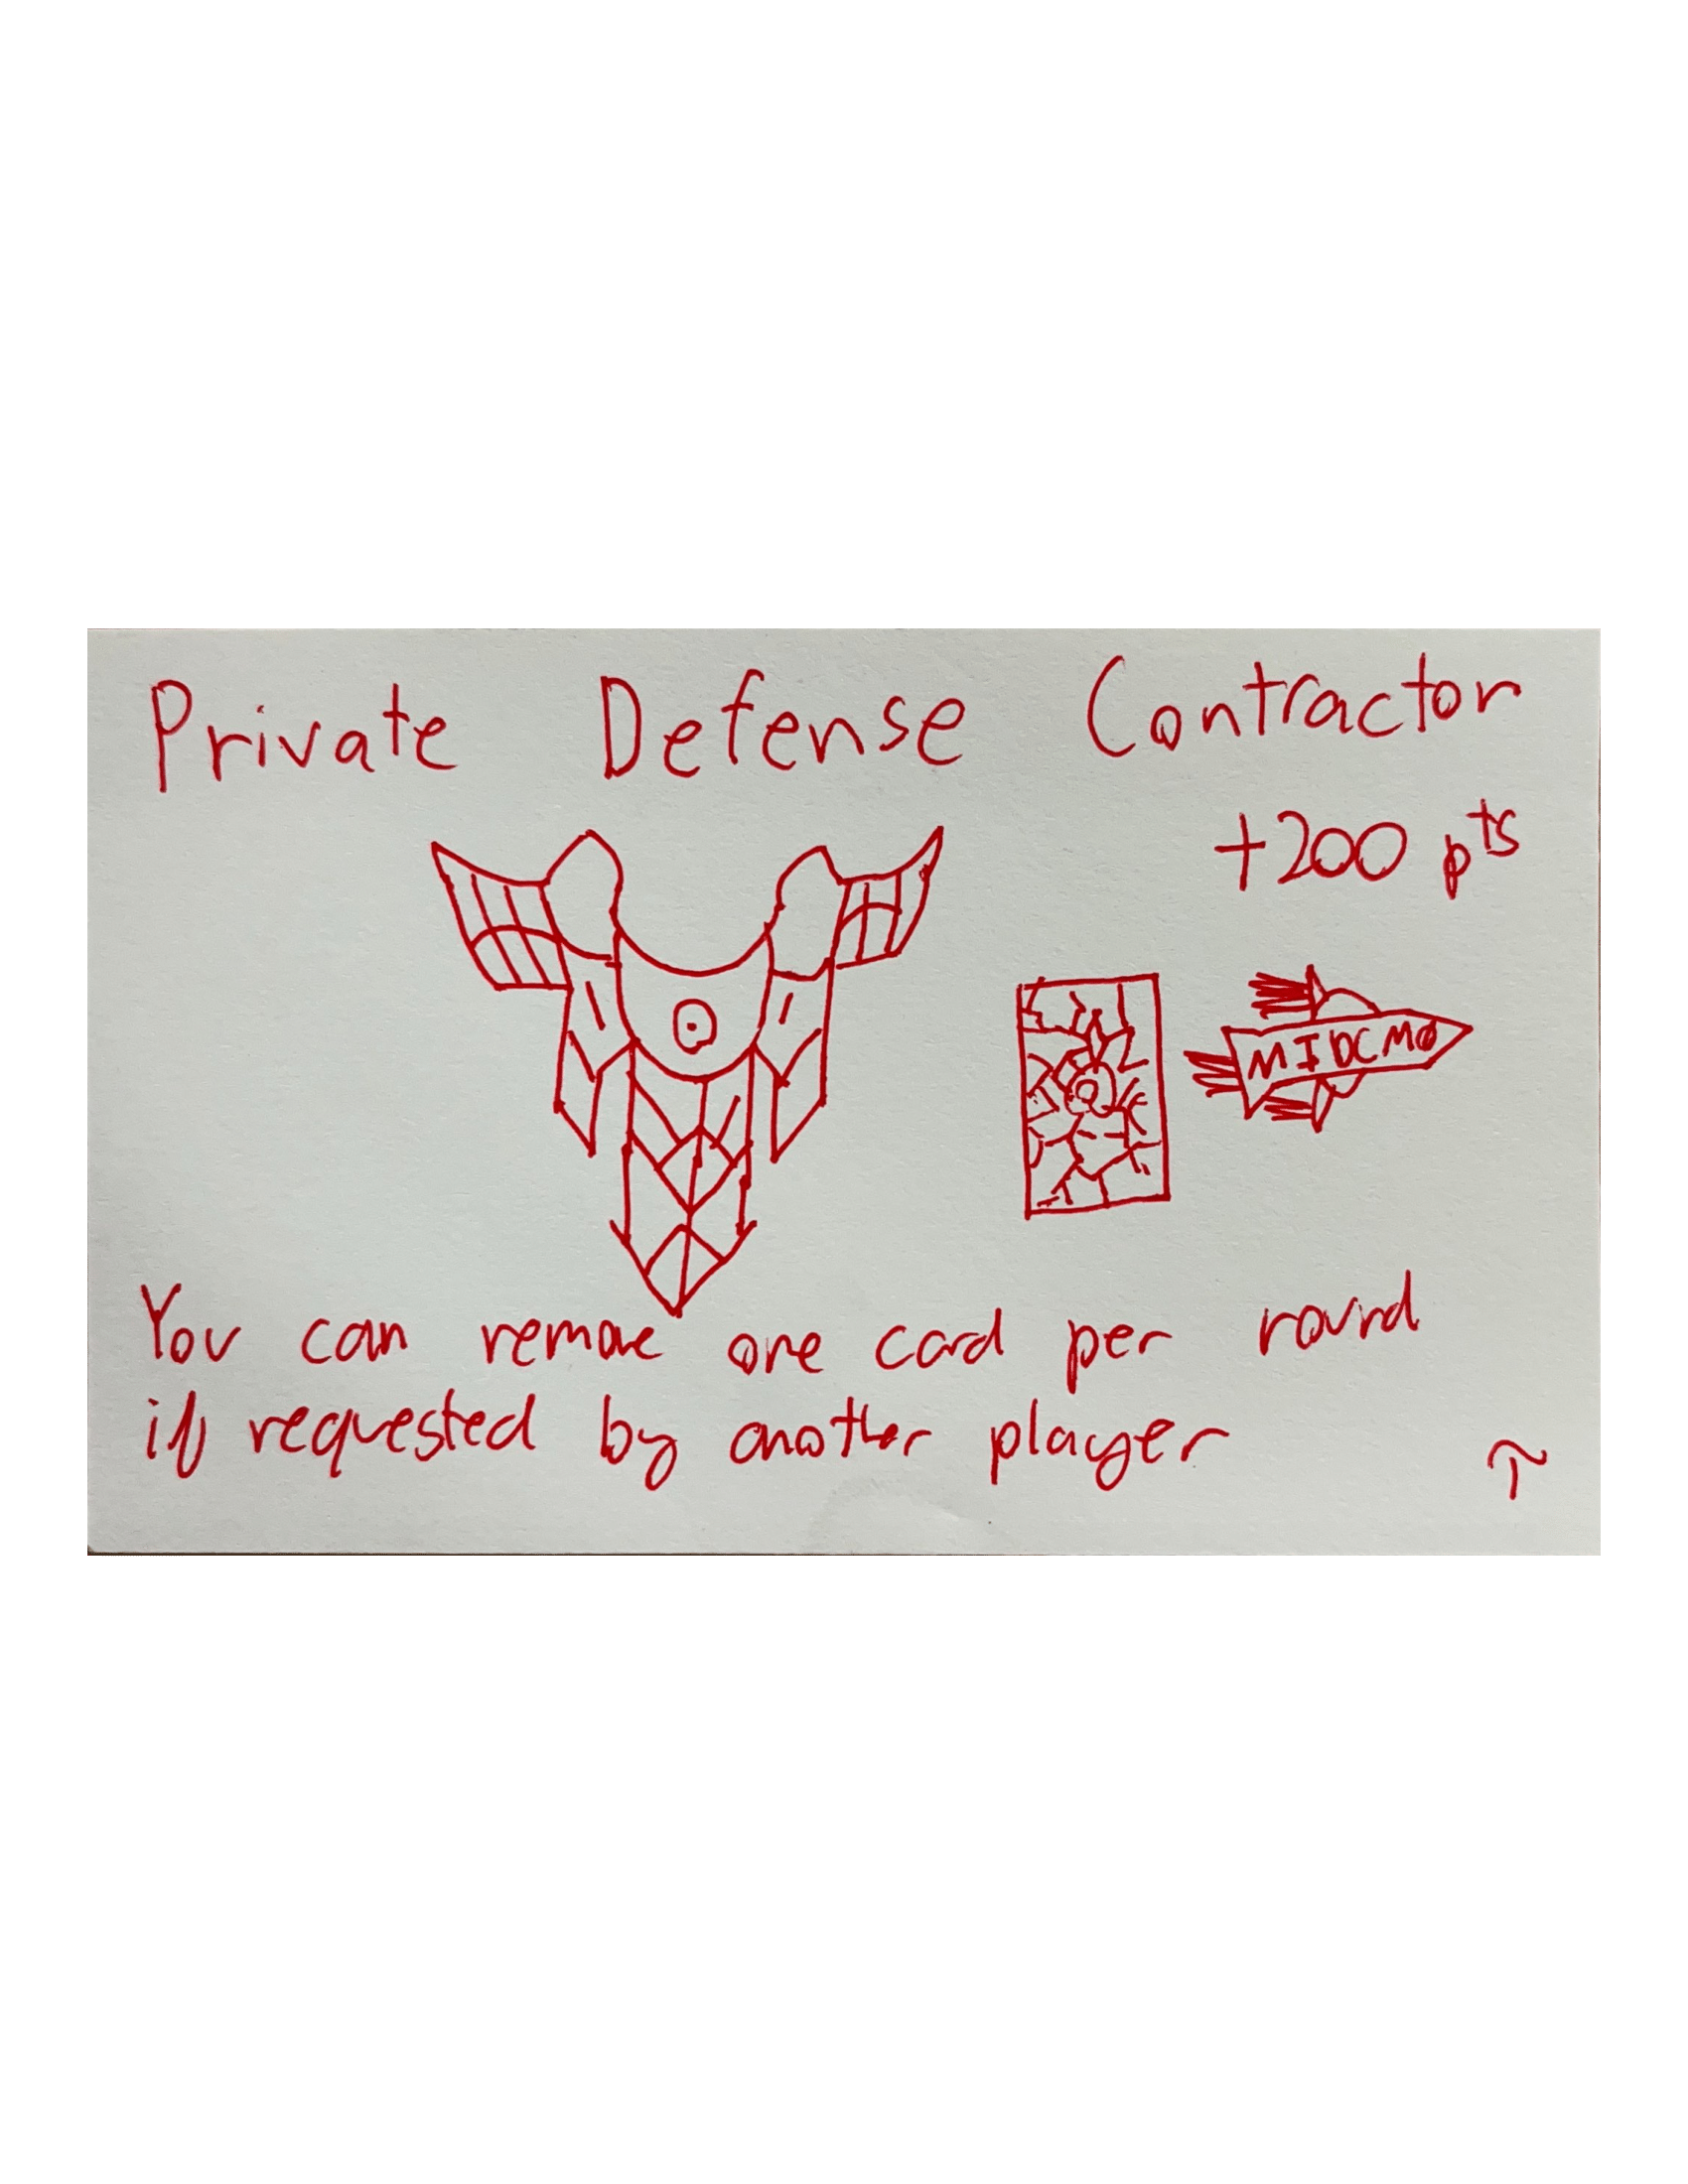 Private Defense Contractor
+200 pts
MIDCMO
You can remove one card per round
if requested by another player